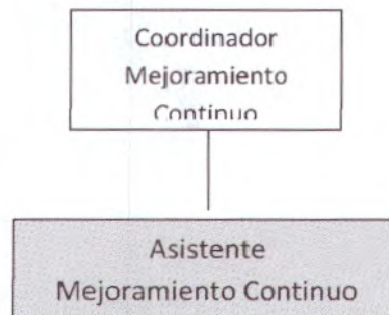 Coordinador
Mejoramiento
Continuo
Asistente
Mejoramiento Continuo